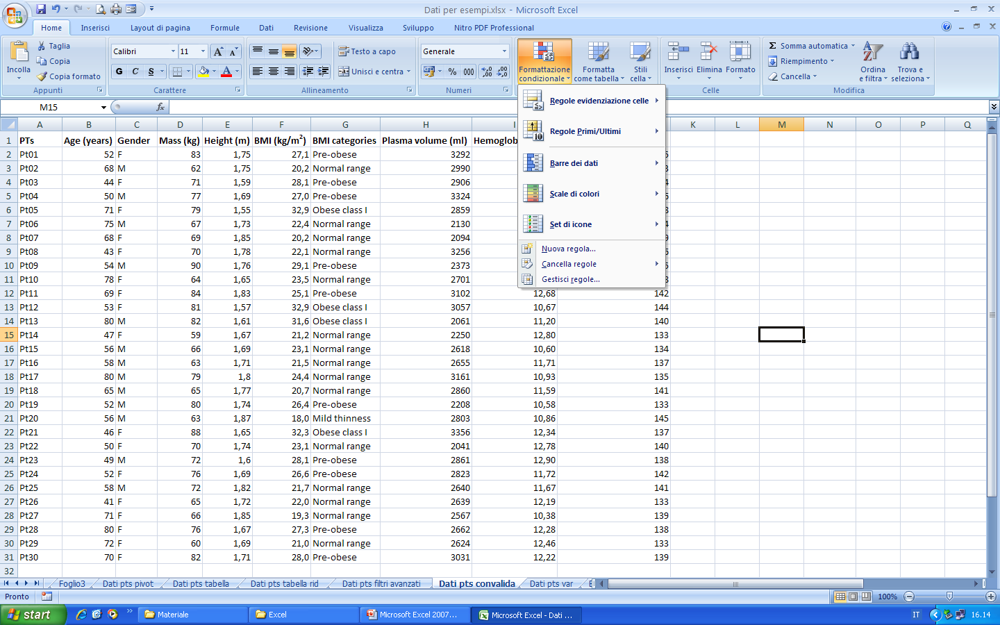 Dati per esempi.xlsx - Microsoft Excel
Home Inserisci Layout di pagina Formule Dati Revisione Visualizza Sviluppo Nitro PDF Professional
Incolla Taglia Copia Copia formato Appunti
Calibri 11 G C S Carattere
Testo a capo Unisci e centra Allineamento
Generale % 000 Numeri
Formattazione condizionale Formatta come tabella Stili cella
Inserisci Elimina Formato Celle
Somma automatica Riempimento Cancella Ordina e filtra Trova e seleziona Modifica
M15 fx
Regole evidenziazione celle
Regole Primi/Ultimi
10
Barre dei dati
Scale di colori
Set di icone
Nuova regola...
Cancella regole
Gestisci regole...
A B C D E F G H I K L M N O P Q
1 PTs Age (years) Gender Mass (kg) Height (m) BMI (kg/m²) BMI categories Plasma volume (ml) Hemoglob
2 Pt01 52 F 83 1,75 27,1 Pre-obese 3292
3 Pt02 68 M 62 1,75 20,2 Normal range 2990
4 Pt03 44 F 71 1,59 28,1 Pre-obese 2906
5 Pt04 50 M 77 1,69 27,0 Pre-obese 3324
6 Pt05 71 F 79 1,55 32,9 Obese class I 2859
7 Pt06 75 M 67 1,73 22,4 Normal range 2130
8 Pt07 68 F 69 1,85 20,2 Normal range 2094
9 Pt08 43 F 70 1,78 22,1 Normal range 3256
10 Pt09 54 M 90 1,76 29,1 Pre-obese 2373
11 Pt10 78 F 64 1,65 23,5 Normal range 2701
12 Pt11 69 F 84 1,83 25,1 Pre-obese 3102 12,68 142
13 Pt12 53 F 81 1,57 32,9 Obese class I 3057 10,67 144
14 Pt13 80 M 82 1,61 31,6 Obese class I 2061 11,20 140
15 Pt14 47 F 59 1,67 21,2 Normal range 2250 12,80 133
16 Pt15 56 M 66 1,69 23,1 Normal range 2618 10,60 134
17 Pt16 58 M 63 1,71 21,5 Normal range 2655 11,71 137
18 Pt17 80 M 79 1,8 24,4 Normal range 3161 10,93 135
19 Pt18 65 M 65 1,77 20,7 Normal range 2860 11,59 141
20 Pt19 52 M 80 1,74 26,4 Pre-obese 2208 10,58 133
21 Pt20 56 M 63 1,87 18,0 Mild thinness 2803 10,86 145
22 Pt21 46 F 88 1,65 32,3 Obese class I 3356 12,34 137
23 Pt22 50 F 70 1,74 23,1 Normal range 2041 12,78 140
24 Pt23 49 M 72 1,6 28,1 Pre-obese 2861 12,90 138
25 Pt24 52 F 76 1,69 26,6 Pre-obese 2823 11,72 142
26 Pt25 58 M 72 1,82 21,7 Normal range 2640 11,67 141
27 Pt26 41 F 65 1,72 22,0 Normal range 2639 12,19 133
28 Pt27 71 F 66 1,85 19,3 Normal range 2567 10,38 139
29 Pt28 80 F 76 1,67 27,3 Pre-obese 2662 12,28 138
30 Pt29 72 F 60 1,69 21,0 Normal range 2624 12,46 133
31 Pt30 70 F 82 1,71 28,0 Pre-obese 3031 12,22 139
32
Foglio3 Dati pts pivot Dati pts tabella Dati pts tabella rid Dati pts filtri avanzati Dati pts convalida Dati pts var
Pronto 100%
start Materiale Excel Microsoft Excel 2007... Microsoft Excel - Dati ... IT 16.14